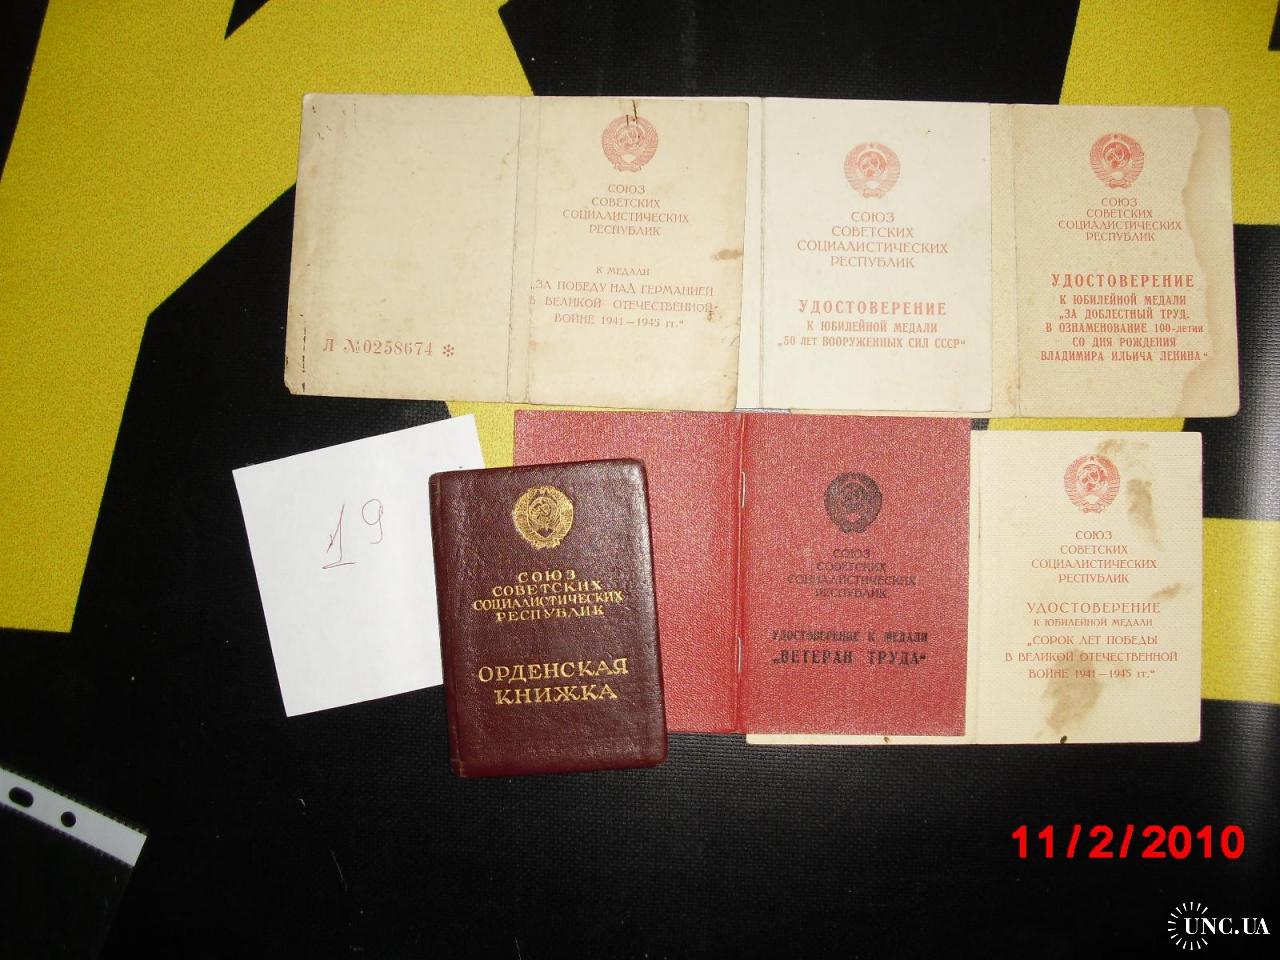 Л №0258674 ✻
СОЮЗ
СОВЕТСКИХ
СОЦИАЛИСТИЧЕСКИХ
РЕСПУБЛИК
К МЕДАЛИ
„ЗА ПОБЕДУ НАД ГЕРМАНИЕЙ
В ВЕЛИКОЙ ОТЕЧЕСТВЕННОЙ
ВОЙНЕ 1941—1945 гг.“
СОЮЗ
СОВЕТСКИХ
СОЦИАЛИСТИЧЕСКИХ
РЕСПУБЛИК
УДОСТОВЕРЕНИЕ
К ЮБИЛЕЙНОЙ МЕДАЛИ
„50 ЛЕТ ВООРУЖЕННЫХ СИЛ СССР“
СОЮЗ
СОВЕТСКИХ
СОЦИАЛИСТИЧЕСКИХ
РЕСПУБЛИК
УДОСТОВЕРЕНИЕ
К ЮБИЛЕЙНОЙ МЕДАЛИ
„ЗА ДОБЛЕСТНЫЙ ТРУД.
В ОЗНАМЕНОВАНИЕ 100-летия
СО ДНЯ РОЖДЕНИЯ
ВЛАДИМИРА ИЛЬИЧА ЛЕНИНА“
19
СОЮЗ
СОВЕТСКИХ
СОЦИАЛИСТИЧЕСКИХ
РЕСПУБЛИК
ОРДЕНСКАЯ
КНИЖКА
СОЮЗ
СОВЕТСКИХ
СОЦИАЛИСТИЧЕСКИХ
РЕСПУБЛИК
УДОСТОВЕРЕНИЕ К МЕДАЛИ
„ВЕТЕРАН ТРУДА“
СОЮЗ
СОВЕТСКИХ
СОЦИАЛИСТИЧЕСКИХ
РЕСПУБЛИК
УДОСТОВЕРЕНИЕ
К ЮБИЛЕЙНОЙ МЕДАЛИ
„СОРОК ЛЕТ ПОБЕДЫ
В ВЕЛИКОЙ ОТЕЧЕСТВЕННОЙ
ВОЙНЕ 1941—1945 гг.“
11/2/2010
UNC.UA